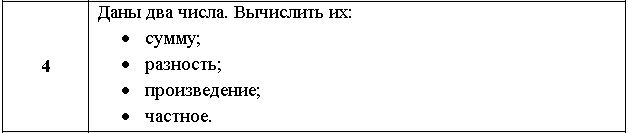 Даны два числа. Вычислить их:
• сумму;
• разность;
4
• произведение;
• частное.